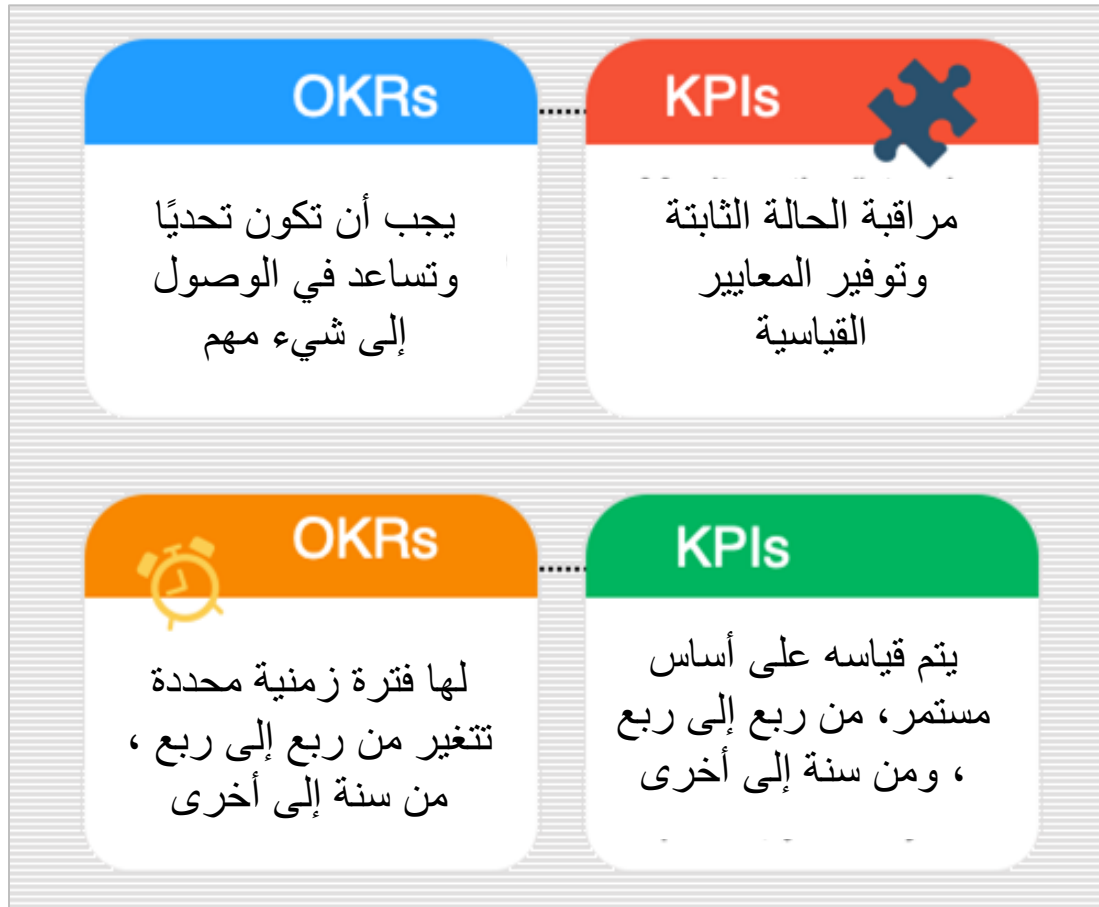 OKRs
يجب أن تكون تحديًا
وتساعد في الوصول
إلى شيء مهم
KPIs
مراقبة الحالة الثابتة
وتوفير المعايير
القياسية
OKRs
لها فترة زمنية محددة
تتغير من ربع إلى ربع ،
من سنة إلى أخرى
KPIs
يتم قياسه على أساس
مستمر، من ربع إلى ربع
، ومن سنة إلى أخرى